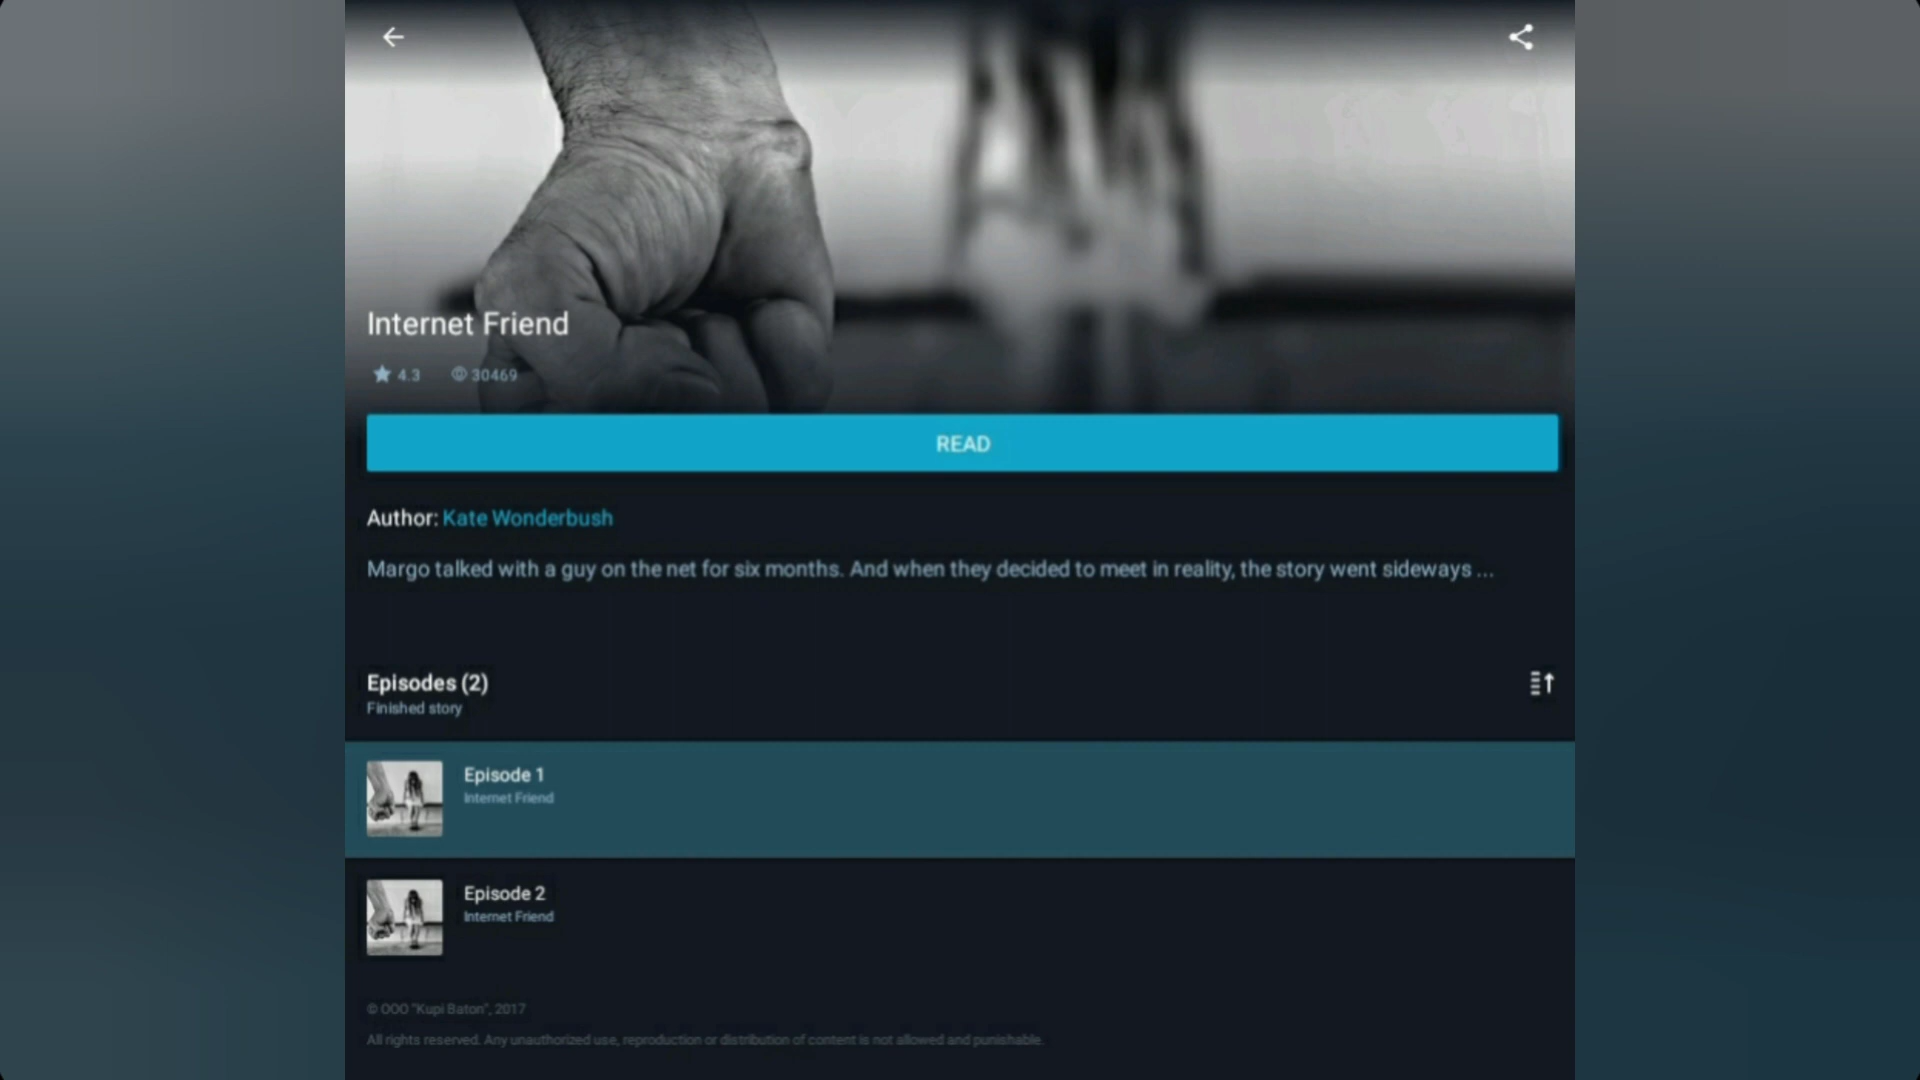 Internet Friend
4.3 30469
READ
Author: Kate Wonderbush
Margo talked with a guy on the net for six months. And when they decided to meet in reality, the story went sideways ...
Episodes (2)
Finished story
Episode 1
Internet Friend
Episode 2
Internet Friend
© OOO "Kupi Baton", 2017
All rights reserved. Any unauthorized use, reproduction or distribution of content is not allowed and punishable.